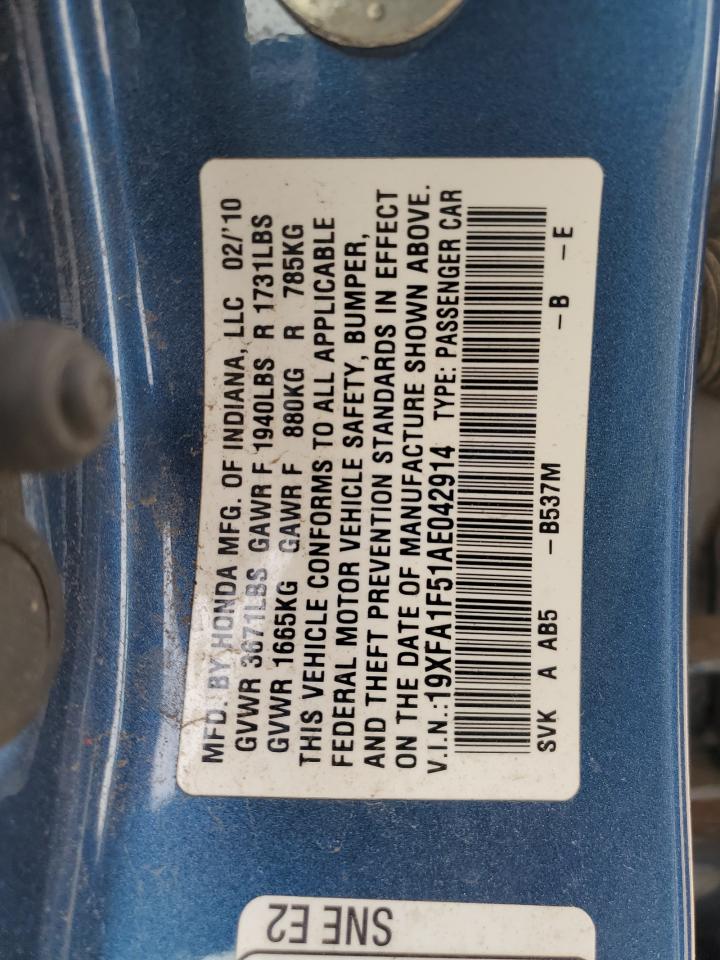 MFD. BY HONDA MFG. OF INDIANA, LLC 02/'10
GVWR 3671LBS GAWR F 1940LBS R 1731LBS
GVWR 1665KG GAWR F 880KG R 785KG
THIS VEHICLE CONFORMS TO ALL APPLICABLE
FEDERAL MOTOR VEHICLE SAFETY, BUMPER,
AND THEFT PREVENTION STANDARDS IN EFFECT
ON THE DATE OF MANUFACTURE SHOWN ABOVE.
V.I.N.:19XFA1F51AE042914 TYPE: PASSENGER CAR
SVK A AB5 -B537M -B -E
SNE E2